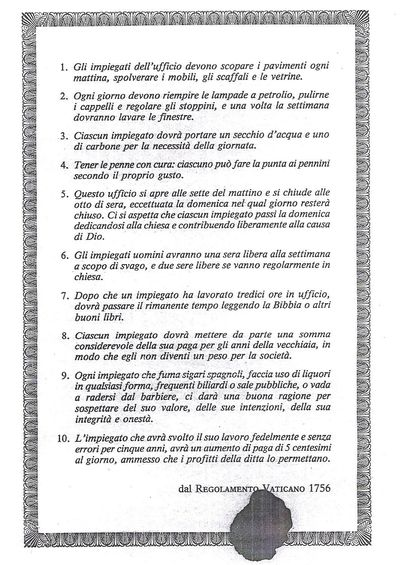 1. Gli impiegati dell'ufficio devono scopare i pavimenti ogni
mattina, spolverare i mobili, gli scaffali e le vetrine.
2. Ogni giorno devono riempire le lampade a petrolio, pulirne
i cappelli e regolare gli stoppini, e una volta la settimana
dovranno lavare le finestre.
3. Ciascun impiegato dovrà portare un secchio d'acqua e uno
di carbone per la necessità della giornata.
4. Tener le penne con cura: ciascuno può fare la punta ai pennini
secondo il proprio gusto.
5. Questo ufficio si apre alle sette del mattino e si chiude alle
otto di sera, eccettuata la domenica nel qual giorno resterà
chiuso. Ci si aspetta che ciascun impiegato passi la domenica
dedicandosi alla chiesa e contribuendo liberamente alla causa
di Dio.
6. Gli impiegati uomini avranno una sera libera alla settimana
a scopo di svago, e due sere libere se vanno regolarmente in
chiesa.
7. Dopo che un impiegato ha lavorato tredici ore in ufficio,
dovrà passare il rimanente tempo leggendo la Bibbia o altri
buoni libri.
8. Ciascun impiegato dovrà mettere da parte una somma
considerevole della sua paga per gli anni della vecchiaia, in
modo che egli non diventi un peso per la società.
9. Ogni impiegato che fuma sigari spagnoli, faccia uso di liquori
in qualsiasi forma, frequenti biliardi o sale pubbliche, o vada
a radersi dal barbiere, ci darà una buona ragione per
sospettare del suo valore, delle sue intenzioni, della sua
integrità e onestà.
10. L'impiegato che avrà svolto il suo lavoro fedelmente e senza
errori per cinque anni, avrà un aumento di paga di 5 centesimi
al giorno, ammesso che i profitti della ditta lo permettano.
dal REGOLAMENTO VATICANO 1756